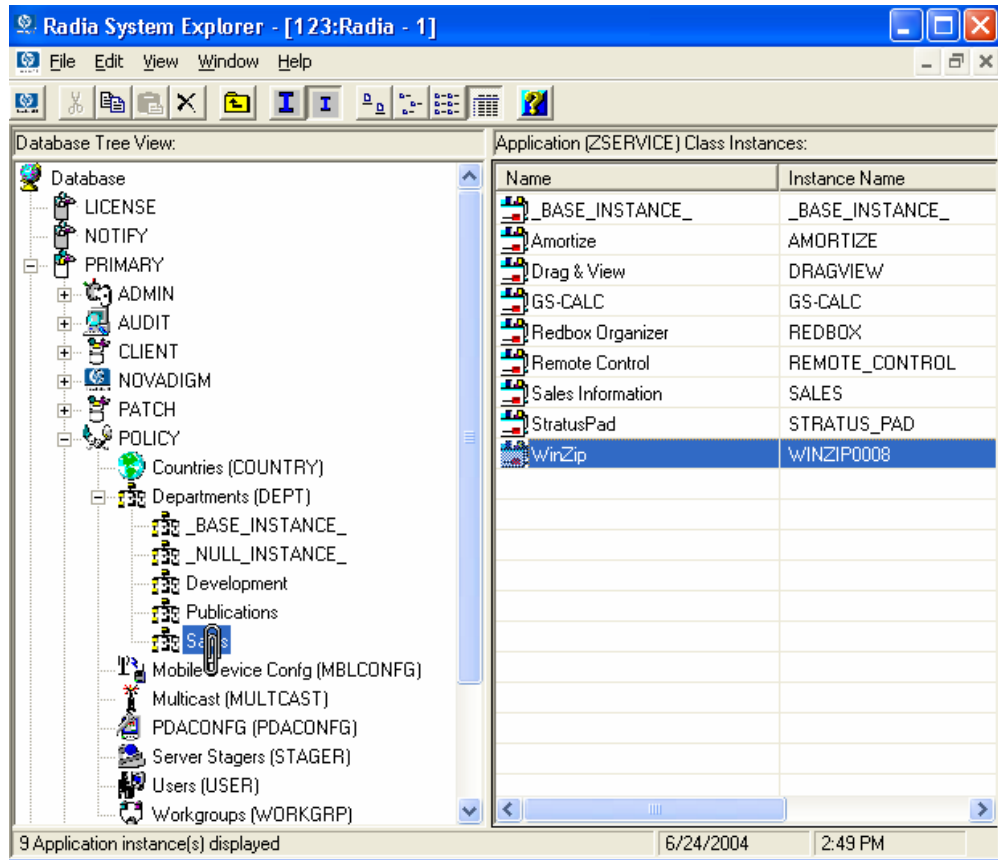 Radia System Explorer - [123:Radia - 1]
File Edit View Window Help
Database Tree View:
Database
LICENSE
NOTIFY
PRIMARY
ADMIN
AUDIT
CLIENT
NOVADIGM
PATCH
POLICY
Countries (COUNTRY)
Departments (DEPT)
_BASE_INSTANCE_
_NULL_INSTANCE_
Development
Publications
Mobile Device Confg (MBLCONFG)
Multicast (MULTCAST)
PDACONFG (PDACONFG)
Server Stagers (STAGER)
Users (USER)
Workgroups (WORKGRP)
Application (ZSERVICE) Class Instances:
Name Instance Name
_BASE_INSTANCE_ _BASE_INSTANCE_
Amortize AMORTIZE
Drag & View DRAGVIEW
GS-CALC GS-CALC
Redbox Organizer REDBOX
Remote Control REMOTE_CONTROL
Sales Information SALES
StratusPad STRATUS_PAD
WinZip WINZIP0008
9 Application instance(s) displayed 6/24/2004 2:49 PM